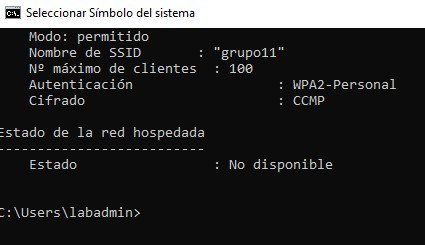 Seleccionar Símbolo del sistema
Modo: permitido
Nombre de SSID : "grupo11"
Nº máximo de clientes : 100
Autenticación : WPA2-Personal
Cifrado : CCMP
Estado de la red hospedada
--------------------------
Estado : No disponible
C:\Users\labadmin>